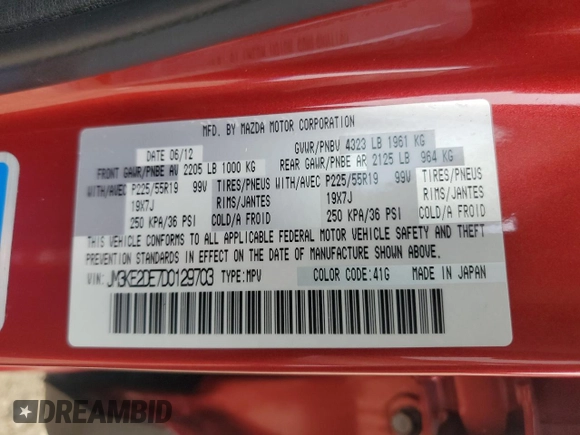 MFD. BY MAZDA MOTOR CORPORATION
DATE 06/12 GVWR/PNBV 4323 LB 1961 KG
FRONT GAWR/PNBE AV 2205 LB 1000 KG REAR GAWR/PNBE AR 2125 LB 964 KG
WITH/AVEC P225/55R19 99V TIRES/PNEUS WITH/AVEC P225/55R19 99V TIRES/PNEUS
19X7J RIMS/JANTES 19X7J RIMS/JANTES
250 KPA/36 PSI COLD/A FROID 250 KPA/36 PSI COLD/A FROID
THIS VEHICLE CONFORMS TO ALL APPLICABLE FEDERAL MOTOR VEHICLE SAFETY, BUMPER, AND THEFT
PREVENTION STANDARDS IN EFFECT ON THE DATE OF MANUFACTURE SHOWN ABOVE.
VIN: JM3KE2DE7D0129703 TYPE:MPV COLOR CODE:41G MADE IN JAPAN
DREAMBID